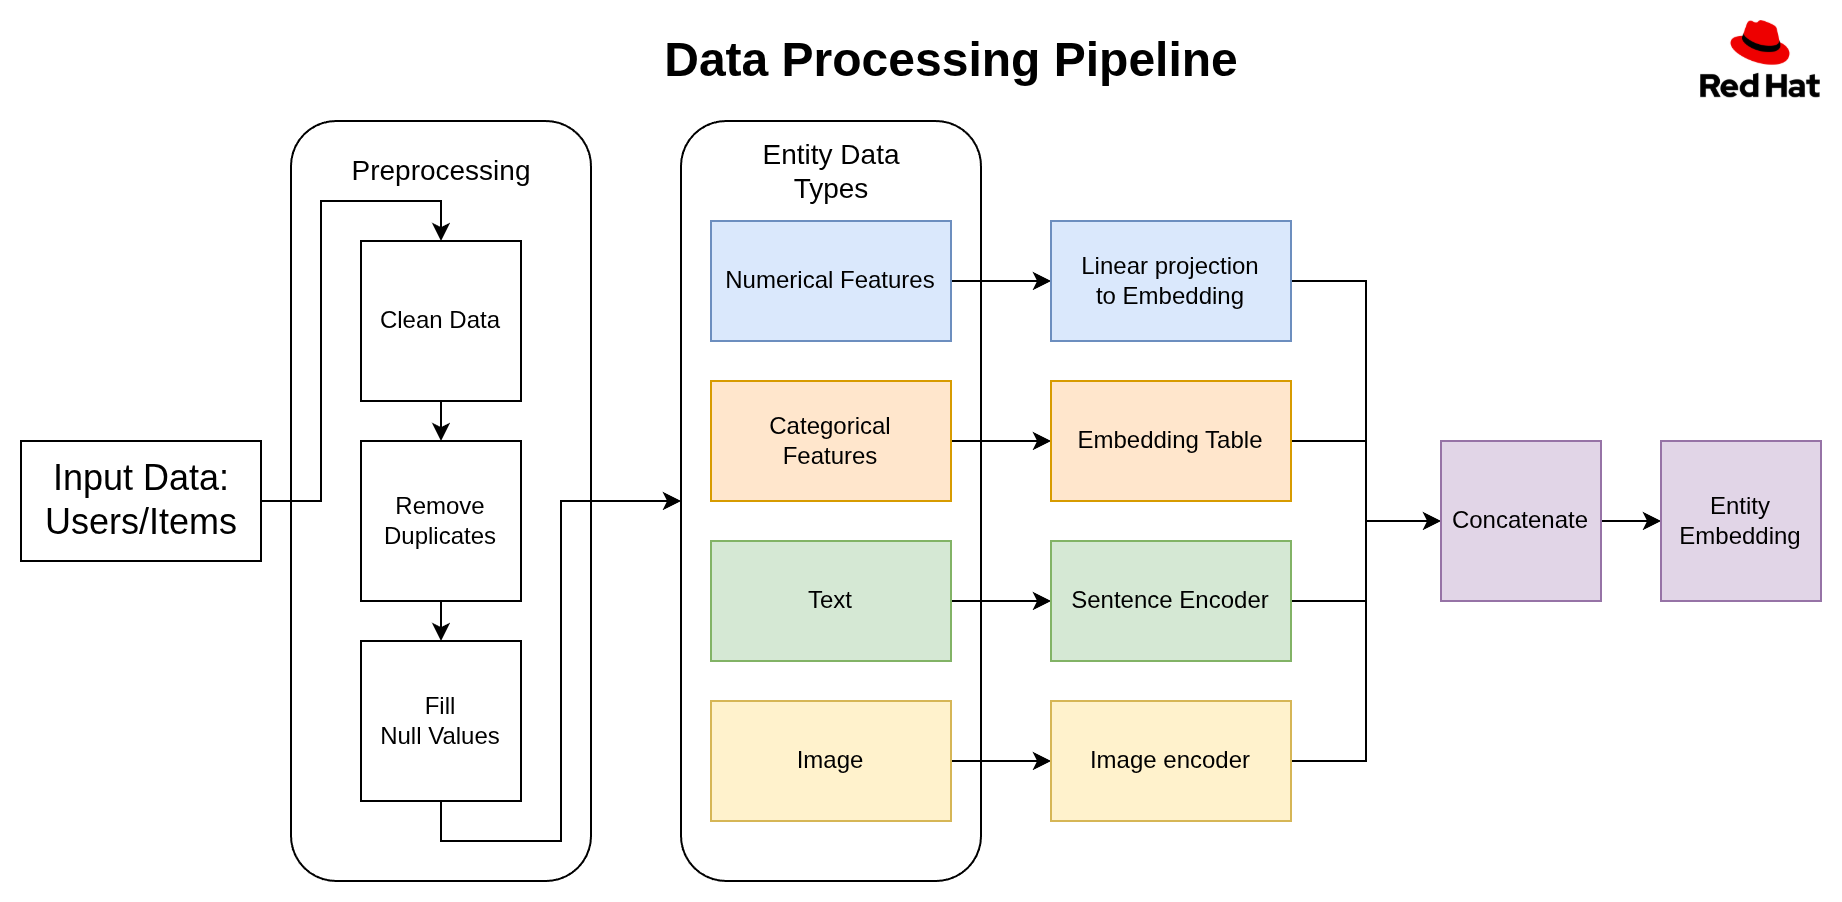 Data Processing Pipeline
Red Hat
Preprocessing
Entity Data
Types
Input Data:
Users/Items
Clean Data
Remove
Duplicates
Fill
Null Values
Numerical Features
Linear projection
to Embedding
Categorical
Features
Embedding Table
Text
Sentence Encoder
Image
Image encoder
Concatenate
Entity
Embedding